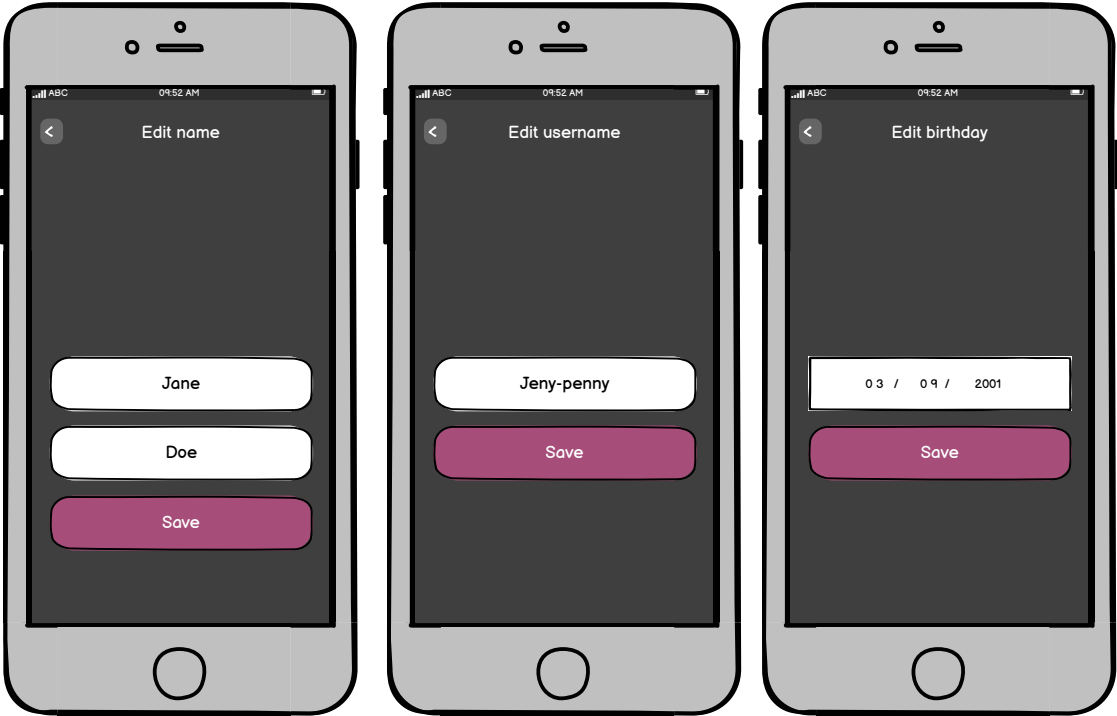 ABC 09:52 AM
Edit name
Jane
Doe
Save
ABC 09:52 AM
Edit username
Jeny-penny
Save
ABC 09:52 AM
Edit birthday
03 / 09 / 2001
Save